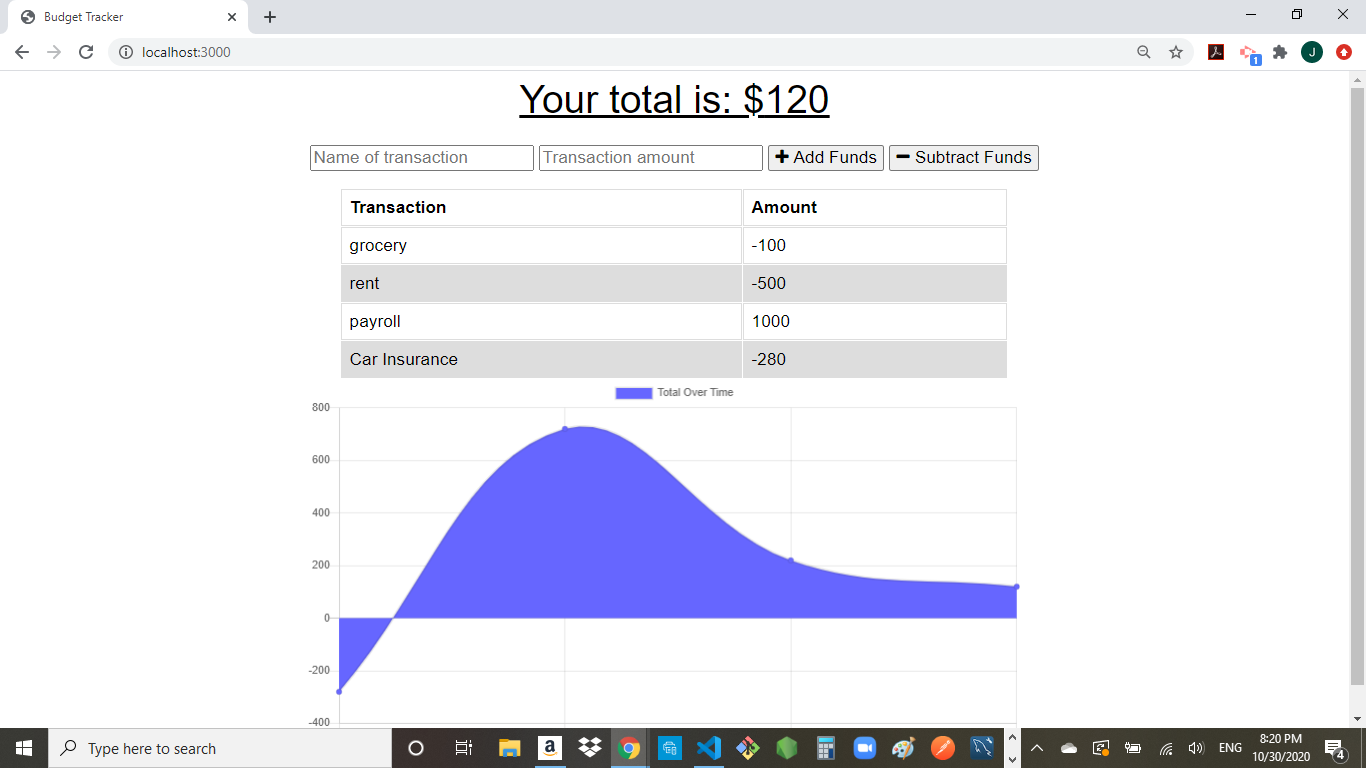 Budget Tracker
localhost:3000
J
1
Your total is: $120
Name of transaction Transaction amount Add Funds Subtract Funds
Transaction Amount
grocery -100
rent -500
payroll 1000
Car Insurance -280
Total Over Time
800
600
400
200
0
-200
-400
Type here to search
a
ENG
8:20 PM
10/30/2020
4